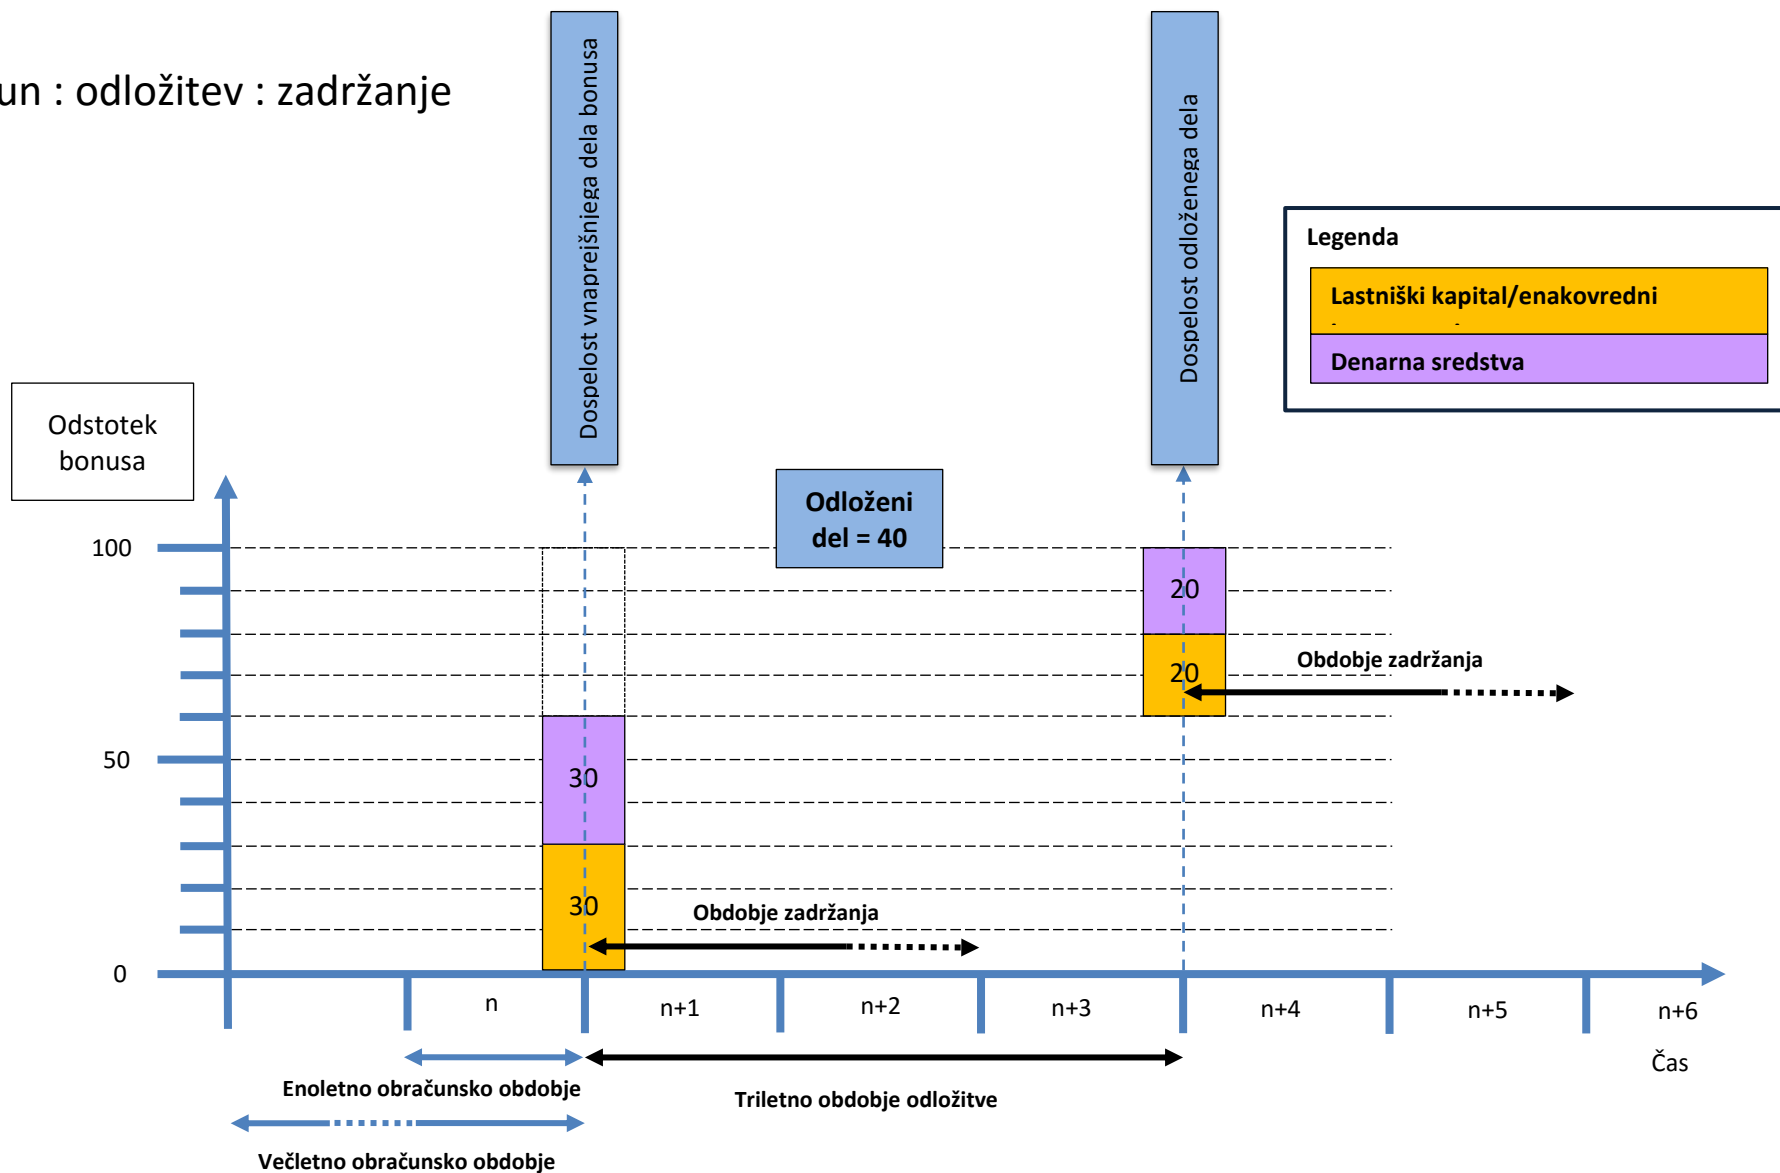 un : odložitev : zadržanje
Dospelost vnaprejšnjega dela bonusa
Dospelost odloženega dela
Legenda
Lastniški kapital/enakovredni
Denarna sredstva
Odstotek
bonusa
Odloženi
del = 40
100
50
0
20
20
30
30
Obdobje zadržanja
Obdobje zadržanja
n
n+1
n+2
n+3
n+4
n+5
n+6
Čas
Enoletno obračunsko obdobje
Triletno obdobje odložitve
Večletno obračunsko obdobje